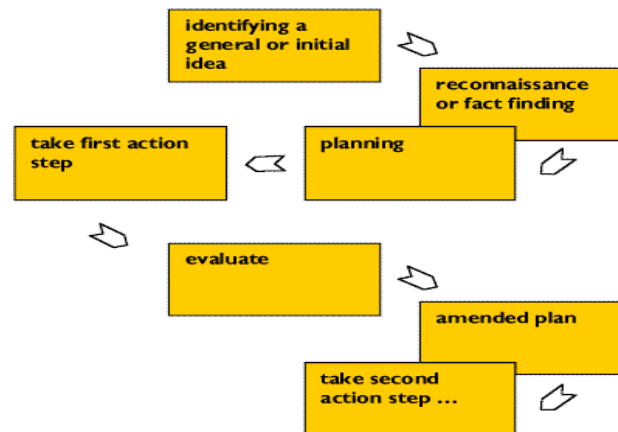 identifying a
general or initial
idea
reconnaissance
or fact finding
planning
take first action
step
evaluate
amended plan
take second
action step ...